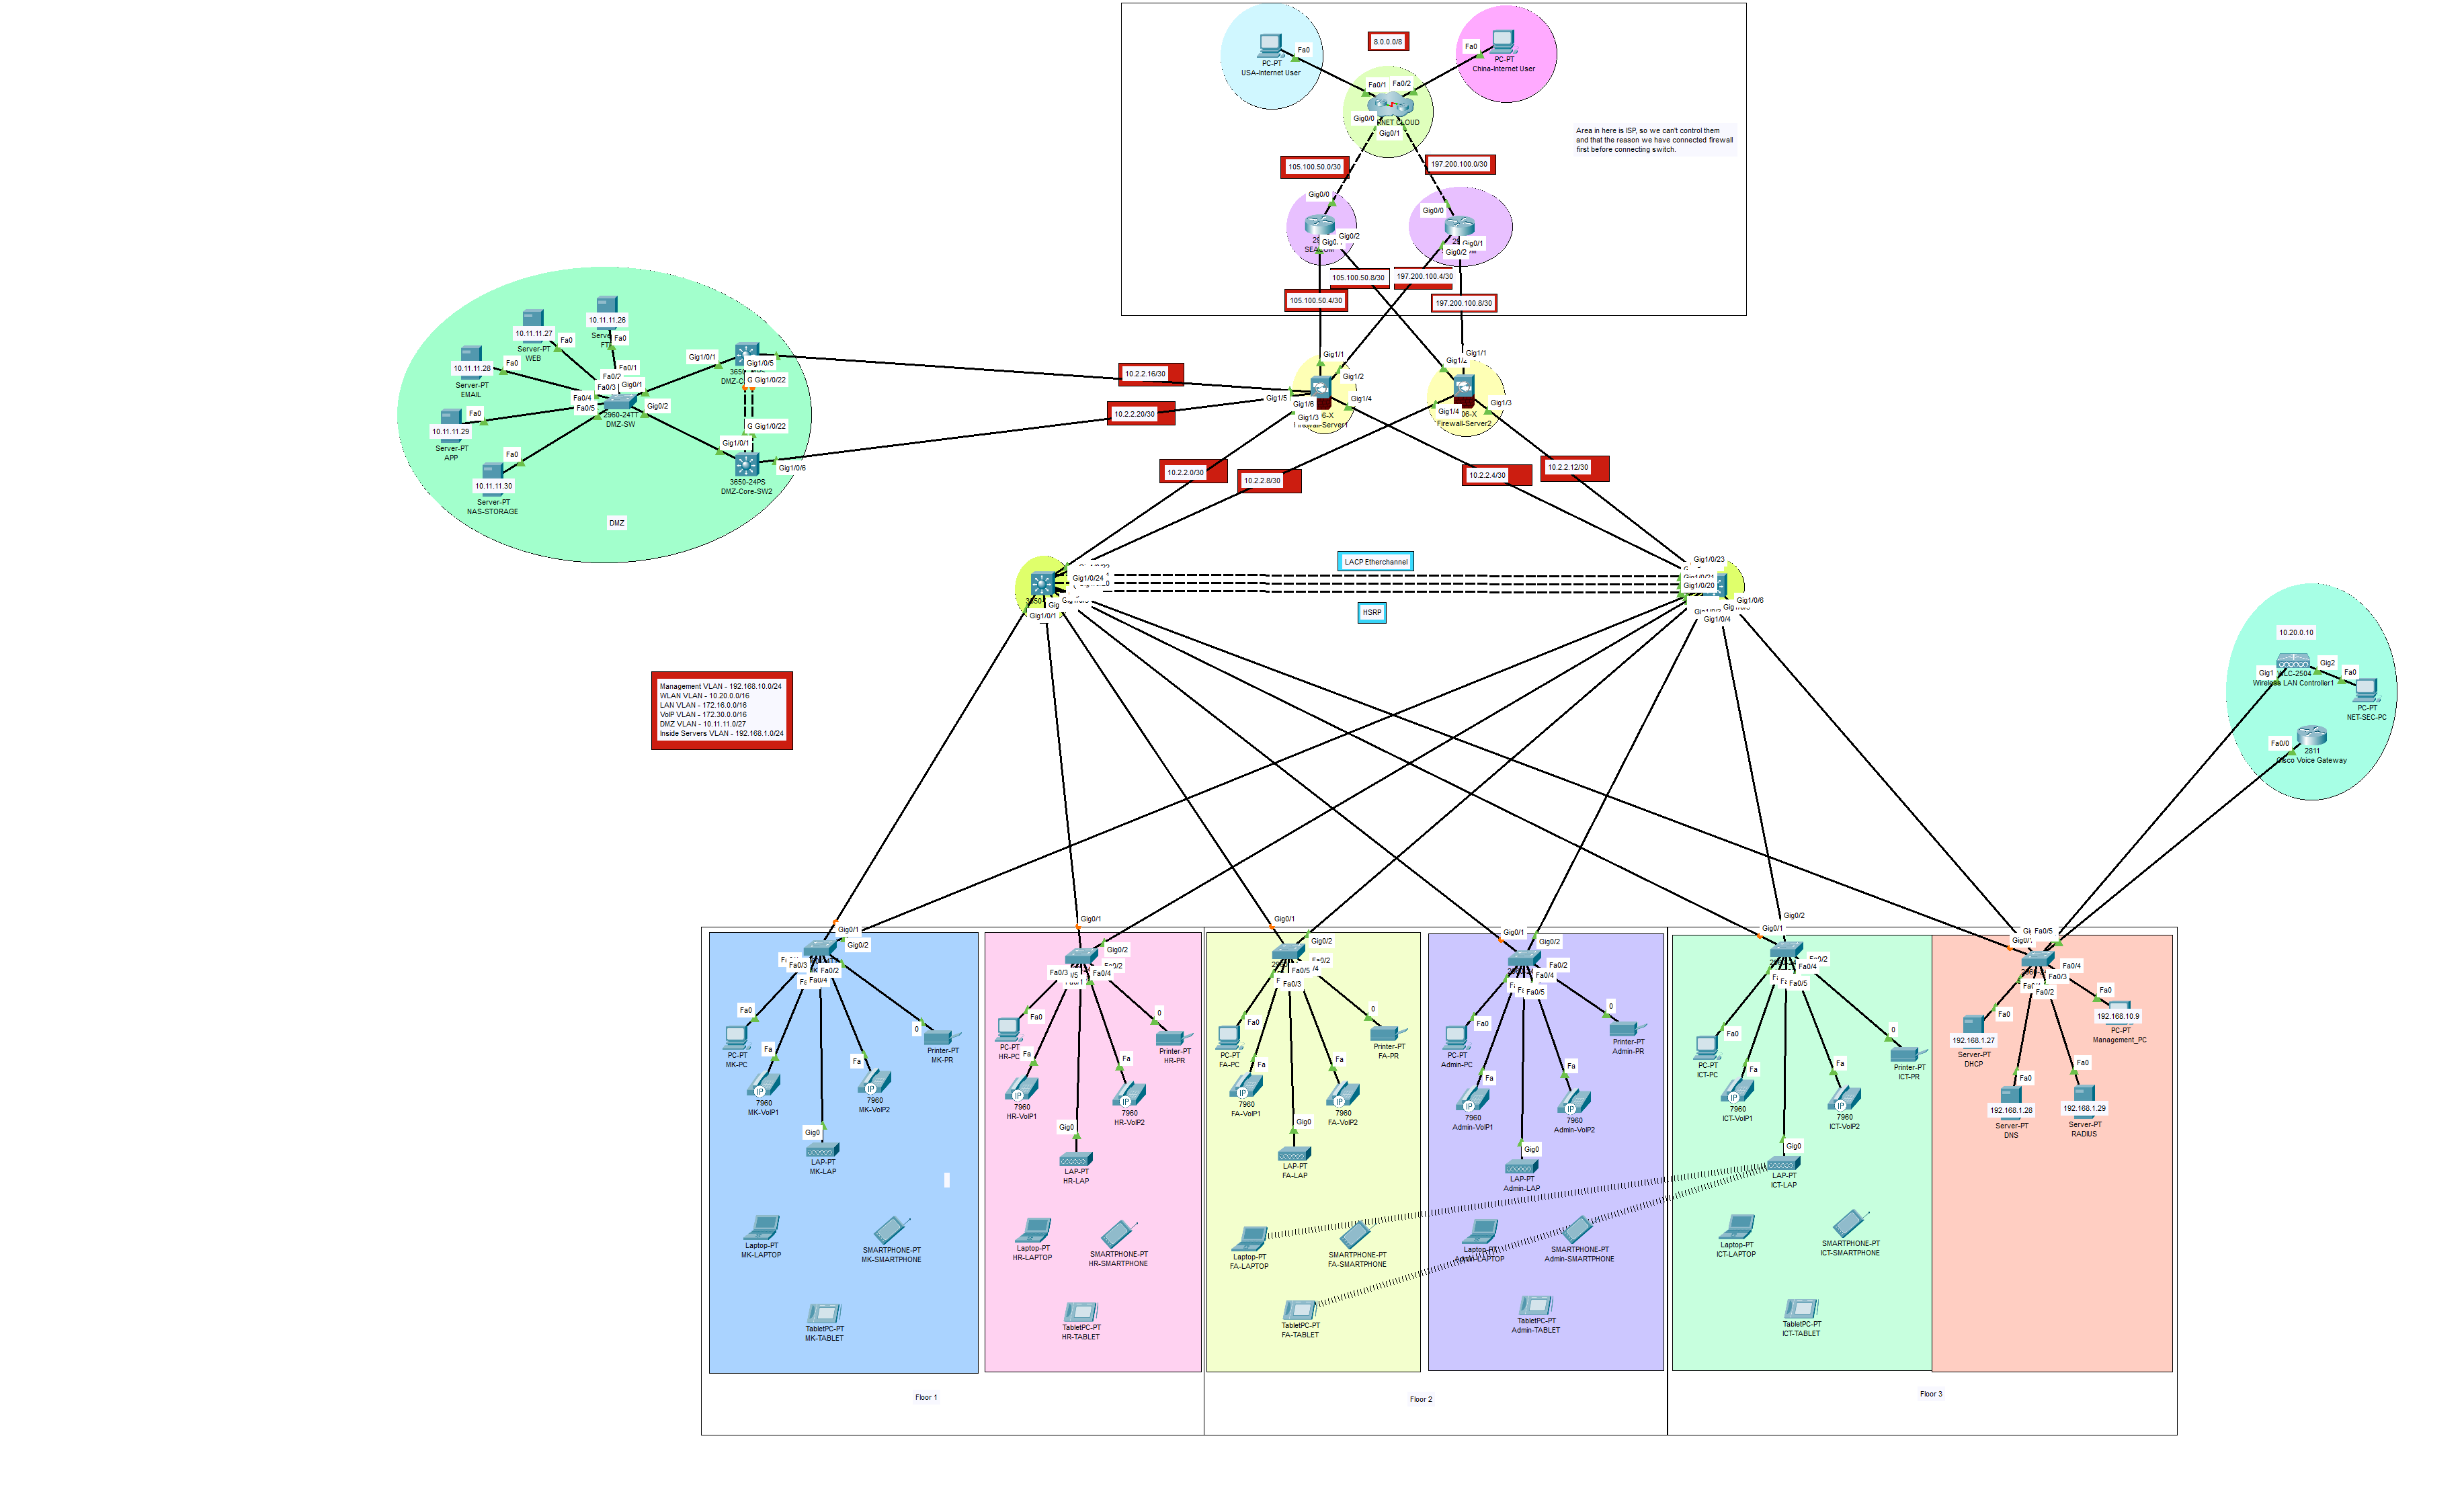 8.0.0.0/8
Fa0
PC-PT
USA-Internet User
Fa0
PC-PT
China-Internet User
Fa0/1
Fa0/2
Gig0/0
CLOUD
Gig0/1
Area in here is ISP, so we can't control them
and that the reason we have connected firewall
first before connecting switch.
105.100.50.0/30
197.200.100.0/30
Gig0/0
Gig0/0
Gig0/2
Gig0/1
Gig0/2
105.100.50.8/30
197.200.100.4/30
105.100.50.4/30
197.200.100.8/30
10.11.11.26
Fa0
10.11.11.27
Fa0
Server-PT
WEB
10.11.11.28
Fa0
Server-PT
EMAIL
10.11.11.29
Fa0
Server-PT
APP
10.11.11.30
Fa0
Server-PT
NAS-STORAGE
Fa0/1
Fa0/2
Fa0/3
Gig0/1
Fa0/4
Fa0/5
Gig0/2
2960-24TT
DMZ-SW
Gig1/0/1
Gig1/0/5
Gig1/0/22
Gig1/0/22
Gig1/0/1
Gig1/0/6
3650-24PS
DMZ-Core-SW2
DMZ
10.2.2.16/30
10.2.2.20/30
Gig1/1
Gig1/2
Gig1/5
Gig1/6
Gig1/4
Gig1/3
Gig1/1
Gig1/3
Gig1/4
Firewall-Server2
10.2.2.0/30
10.2.2.8/30
10.2.2.4/30
10.2.2.12/30
LACP Etherchannel
HSRP
Gig1/0/24
Gig1/0/1
Gig1/0/23
Gig1/0/20
Gig1/0/6
Gig1/0/4
Management VLAN - 192.168.10.0/24
WLAN VLAN - 10.20.0.0/16
LAN VLAN - 172.16.0.0/16
VoIP VLAN - 172.30.0.0/16
DMZ VLAN - 10.11.11.0/27
Inside Servers VLAN - 192.168.1.0/24
10.20.0.10
Gig1
Gig2
Fa0
WLC-2504
Wireless LAN Controller1
PC-PT
NET-SEC-PC
Fa0/0
2811
Cisco Voice Gateway
Gig0/1
Gig0/2
Fa0/3
Fa0/2
Fa0/4
Fa0
PC-PT
MK-PC
Fa
7960
MK-VoIP1
Fa
7960
MK-VoIP2
0
Printer-PT
MK-PR
Gig0
LAP-PT
MK-LAP
Laptop-PT
MK-LAPTOP
SMARTPHONE-PT
MK-SMARTPHONE
TabletPC-PT
MK-TABLET
Gig0/1
Gig0/2
Fa0/3
Fa0/4
Fa0
PC-PT
HR-PC
Fa
7960
HR-VoIP1
Fa
7960
HR-VoIP2
0
Printer-PT
HR-PR
Gig0
LAP-PT
HR-LAP
Laptop-PT
HR-LAPTOP
SMARTPHONE-PT
HR-SMARTPHONE
TabletPC-PT
HR-TABLET
Floor 1
Gig0/1
Gig0/2
Fa0/5
Fa0/3
Fa0
PC-PT
FA-PC
Fa
7960
FA-VoIP1
Fa
7960
FA-VoIP2
0
Printer-PT
FA-PR
Gig0
LAP-PT
FA-LAP
Laptop-PT
FA-LAPTOP
SMARTPHONE-PT
FA-SMARTPHONE
TabletPC-PT
FA-TABLET
Gig0/1
Gig0/2
Fa0/2
Fa0/4
Fa0/5
Fa0
PC-PT
Admin-PC
Fa
7960
Admin-VoIP1
Fa
7960
Admin-VoIP2
0
Printer-PT
Admin-PR
Gig0
LAP-PT
Admin-LAP
Laptop-PT
Admin-LAPTOP
SMARTPHONE-PT
Admin-SMARTPHONE
TabletPC-PT
Admin-TABLET
Floor 2
Gig0/2
Gig0/1
Fa0/4
Fa0/5
Fa0
PC-PT
ICT-PC
Fa
7960
ICT-VoIP1
Fa
7960
ICT-VoIP2
0
Printer-PT
ICT-PR
Gig0
LAP-PT
ICT-LAP
Laptop-PT
ICT-LAPTOP
SMARTPHONE-PT
ICT-SMARTPHONE
TabletPC-PT
ICT-TABLET
Fa0/5
Fa0/4
Fa0/3
Fa0/2
Fa0
192.168.1.27
Server-PT
DHCP
Fa0
192.168.10.9
PC-PT
Management_PC
Fa0
192.168.1.28
Server-PT
DNS
Fa0
192.168.1.29
Server-PT
RADIUS
Floor 3